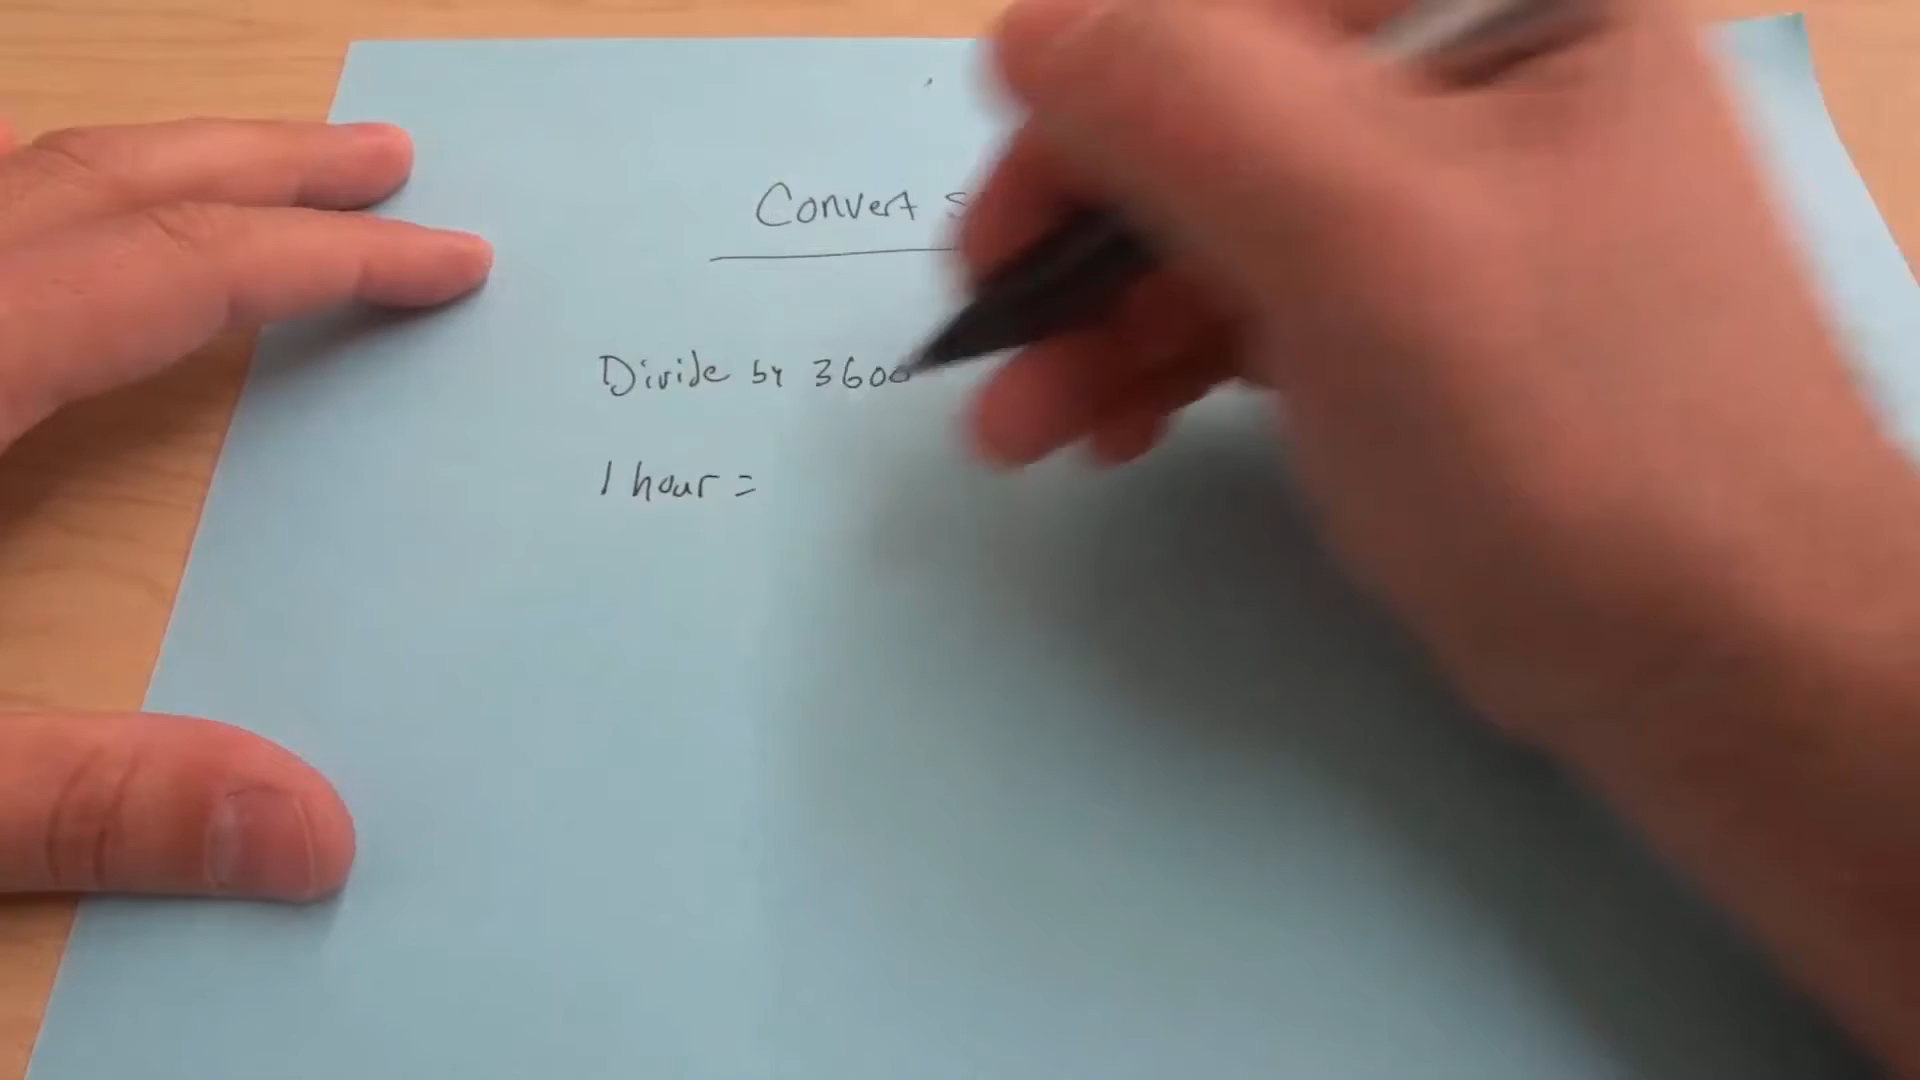 Convert
Divide by 3600
1 hour =